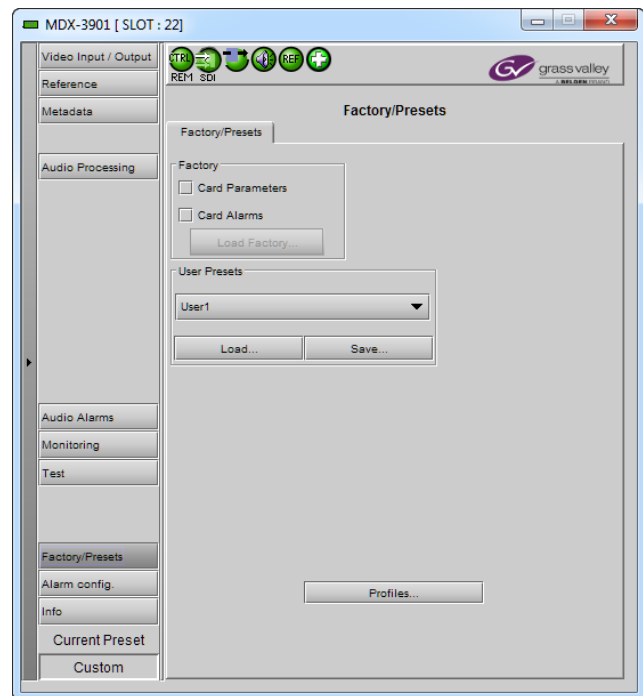 MDX-3901 [ SLOT : 22]
Video Input / Output
Reference
Metadata
Audio Processing
Audio Alarms
Monitoring
Test
Factory/Presets
Alarm config.
Info
Current Preset
Custom
CTRL
REF
REM SDI
grass valley
A BELDEN BRAND
Factory/Presets
Factory/Presets
Factory
Card Parameters
Card Alarms
Load Factory...
User Presets
User1
Load...
Save...
Profiles...